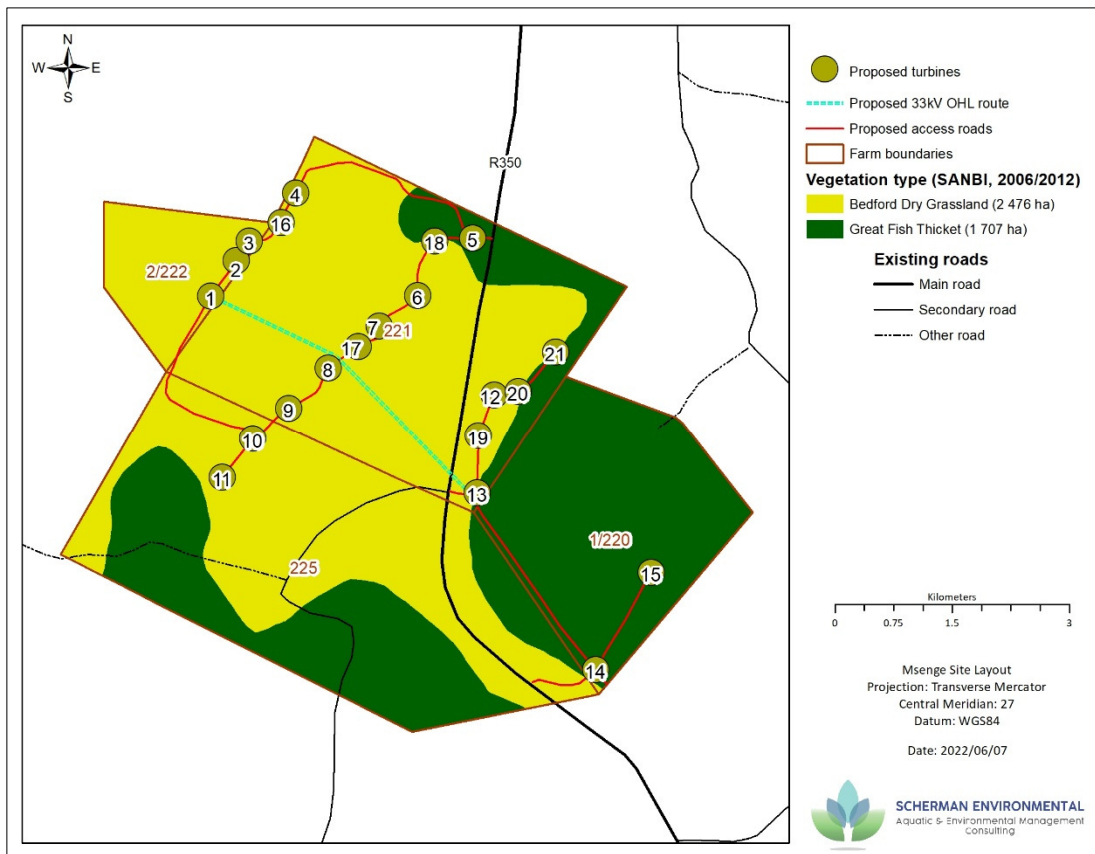 N
W E
S
R350
4
16
3
2
2/222
1
5
18
6
7
221
17
8
21
12
20
9
19
10
11
13
1/220
225
15
14
Proposed turbines
Proposed 33kV OHL route
Proposed access roads
Farm boundaries
Vegetation type (SANBI, 2006/2012)
Bedford Dry Grassland (2 476 ha)
Great Fish Thicket (1 707 ha)
Existing roads
Main road
Secondary road
Other road
Kilometers
0 0.75 1.5 3
Msenge Site Layout
Projection: Transverse Mercator
Central Meridian: 27
Datum: WGS84
Date: 2022/06/07
SCHERMAN ENVIRONMENTAL
Aquatic & Environmental Management
Consulting